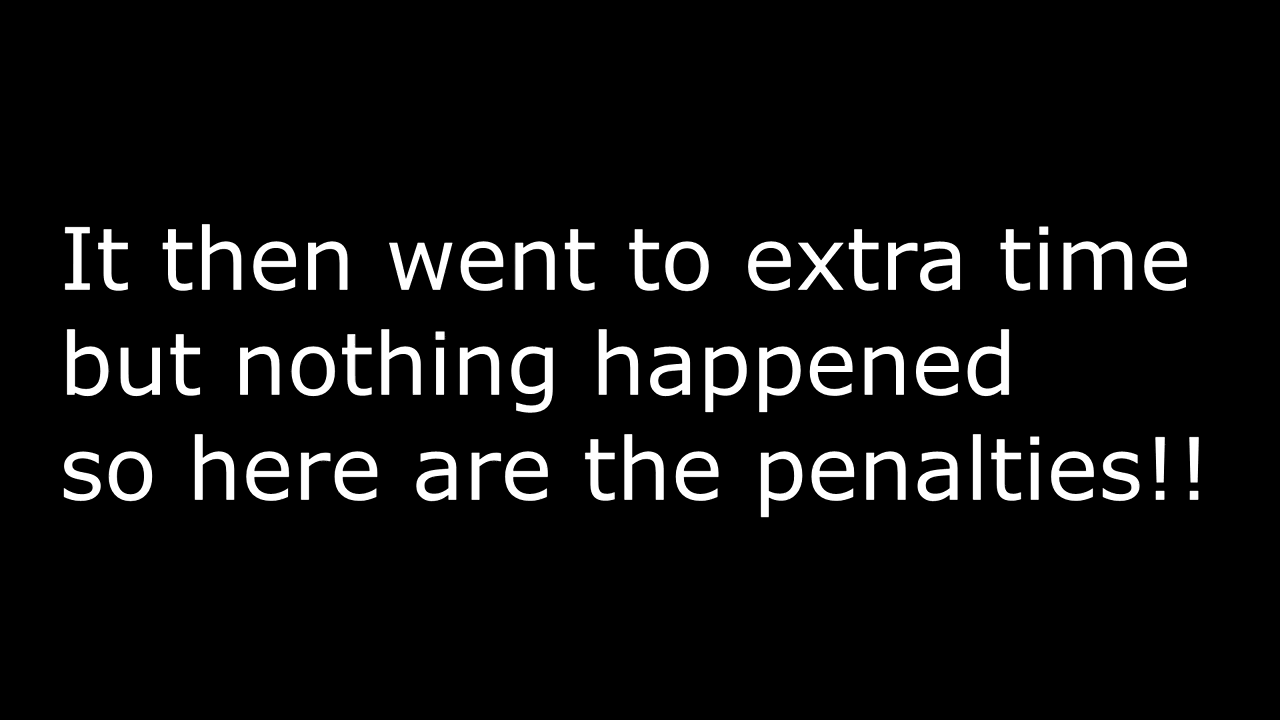 It then went to extra time
but nothing happened
so here are the penalties!!